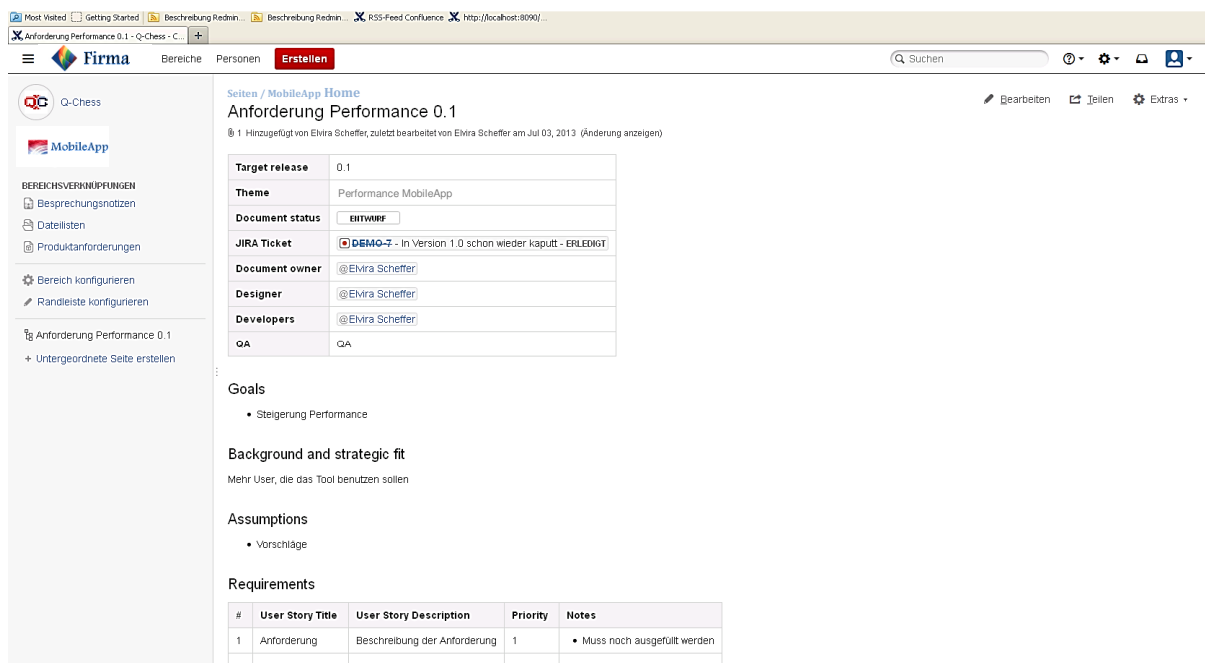 Most Visited Getting Started Beschreibung Redmin... Beschreibung Redmin... RSS-Feed Confluence http://localhost:8090/...
Anforderung Performance 0.1 - Q-Chess - C... +
Firma Bereiche Personen Erstellen Suchen
QC Q-Chess
MobileApp
BEREICHSVERKNÜPFUNGEN
Besprechungsnotizen
Dateilisten
Produktanforderungen
Bereich konfigurieren
Randleiste konfigurieren
Anforderung Performance 0.1
+ Untergeordnete Seite erstellen
Seiten / MobileApp Home
Bearbeiten Teilen Extras
Anforderung Performance 0.1
1 Hinzugefügt von Elvira Scheffer, zuletzt bearbeitet von Elvira Scheffer am Jul 03, 2013 (Änderung anzeigen)
Target release 0.1
Theme Performance MobileApp
Document status ENTWURF
JIRA Ticket DEMO-7 - In Version 1.0 schon wieder kaputt - ERLEDIGT
Document owner @Elvira Scheffer
Designer @Elvira Scheffer
Developers @Elvira Scheffer
QA QA
Goals
• Steigerung Performance
Background and strategic fit
Mehr User, die das Tool benutzen sollen
Assumptions
• Vorschläge
Requirements
# User Story Title User Story Description Priority Notes
1 Anforderung Beschreibung der Anforderung 1 • Muss noch ausgefüllt werden